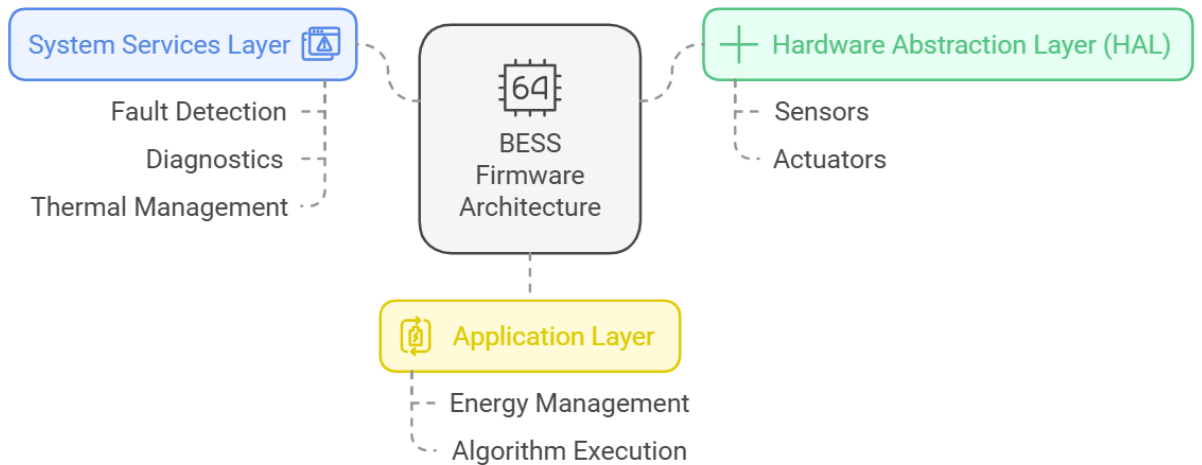 System Services Layer
Fault Detection
Diagnostics
Thermal Management
64
BESS
Firmware
Architecture
Hardware Abstraction Layer (HAL)
Sensors
Actuators
Application Layer
Energy Management
Algorithm Execution